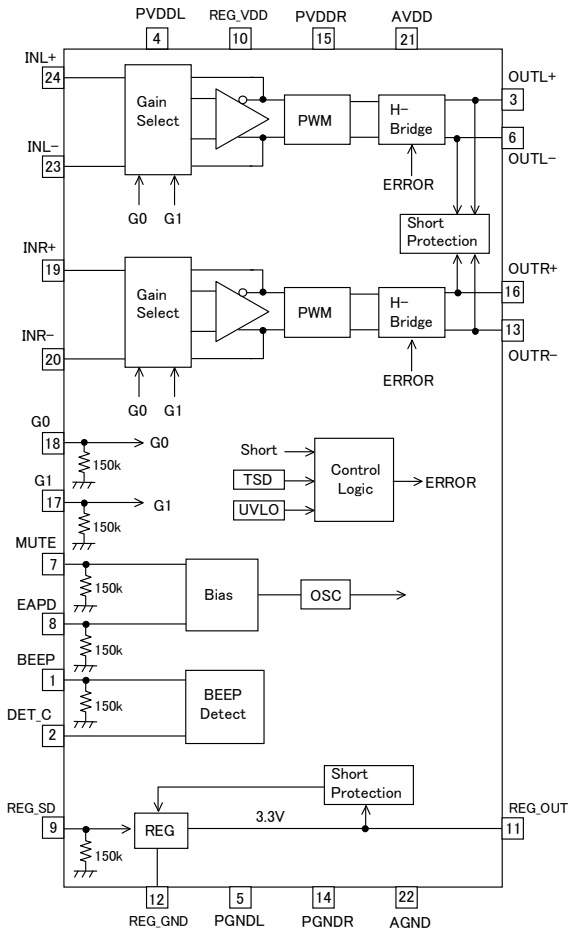 PVDDL REG_VDD PVDDR AVDD
4 10 15 21
INL+
24
Gain
Select
PWM
H-
Bridge
OUTL+
3
6
OUTL-
INL-
23
G0 G1
ERROR
Short
Protection
INR+
19
Gain
Select
PWM
H-
Bridge
OUTR+
16
13
OUTR-
INR-
20
G0 G1
ERROR
G0
18
G0
150k
G1
17
G1
150k
Short
TSD
UVLO
Control
Logic
ERROR
MUTE
7
150k
EAPD
8
150k
Bias
OSC
BEEP
1
150k
DET_C
2
BEEP
Detect
Short
Protection
REG_SD
9
150k
REG
3.3V
REG_OUT
11
12 5 14 22
REG_GND PGNDL PGNDR AGND